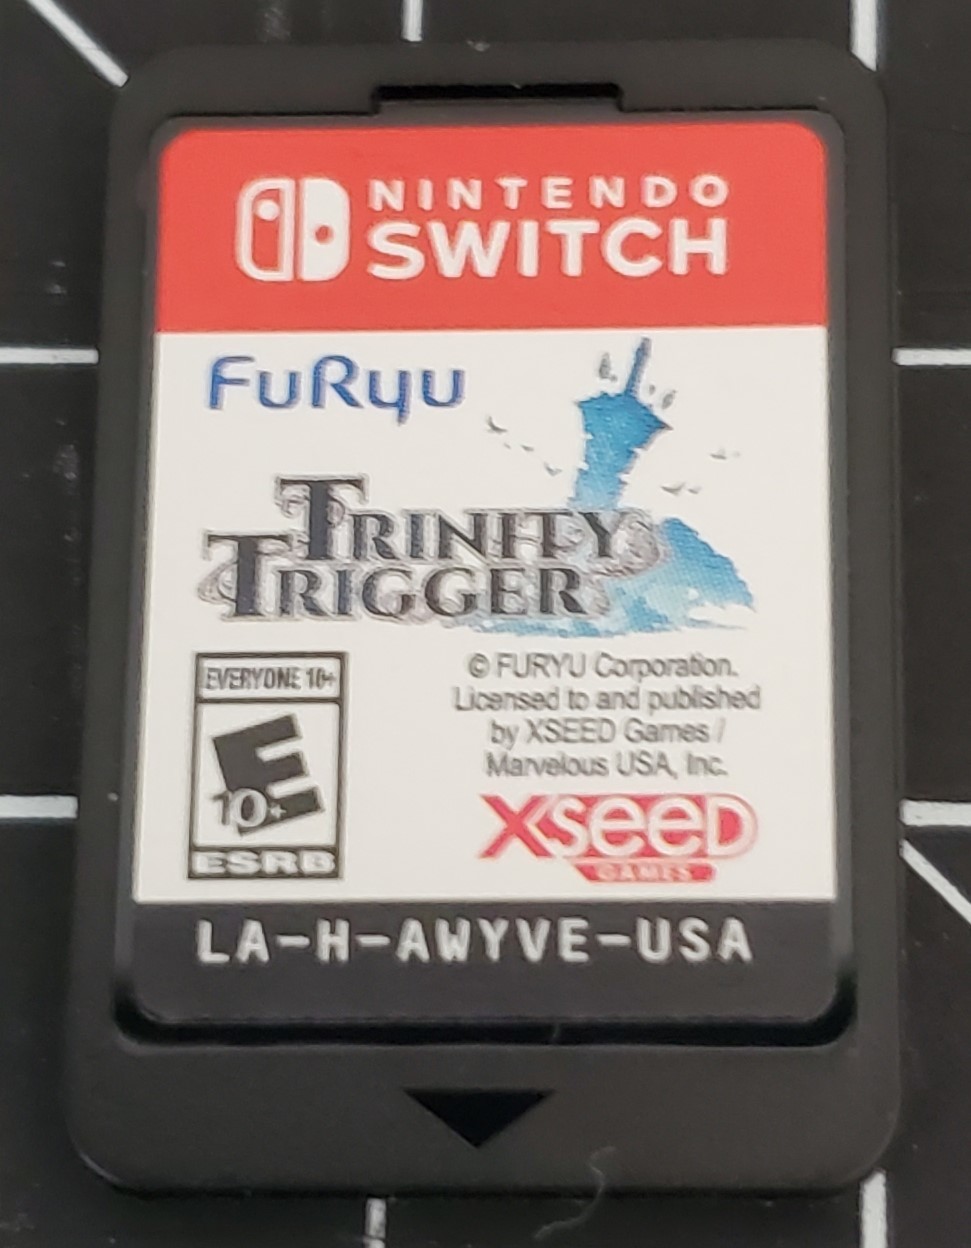 NINTENDO
SWITCH
FuRyu
TRINITY
TRIGGER
EVERYONE 10+
E
10+
ESRB
© FURYU Corporation.
Licensed to and published
by XSEED Games /
Marvelous USA, Inc.
XSEED
GAMES
LA-H-AWYVE-USA